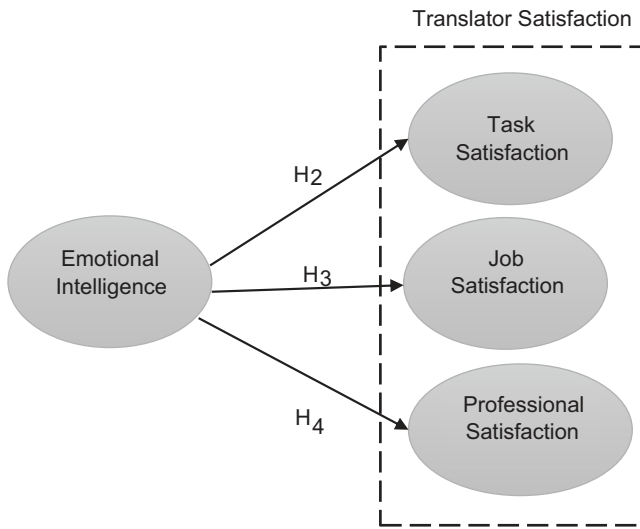 Translator Satisfaction
Task
Satisfaction
H2
Emotional
Intelligence
H3
Job
Satisfaction
H4
Professional
Satisfaction